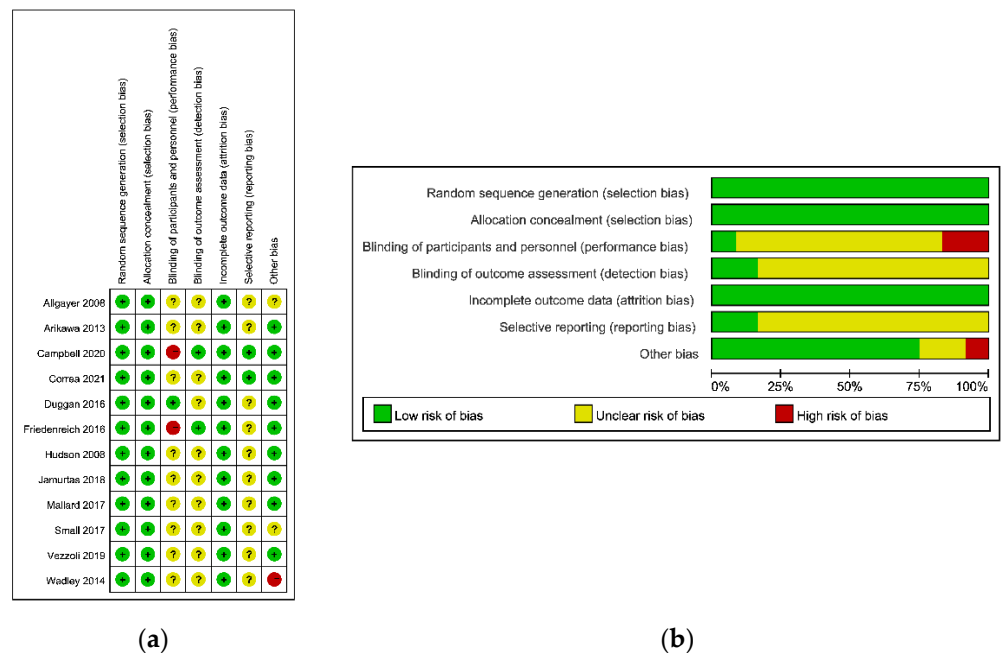 Random sequence generation (selection bias)
Allocation concealment (selection bias)
Blinding of participants and personnel (performance bias)
Blinding of outcome assessment (detection bias)
Incomplete outcome data (attrition bias)
Selective reporting (reporting bias)
Other bias
Allgayer 2008 + + ? ? + ? ?
Arikawa 2013 + + ? ? + ? +
Campbell 2020 + + - + + + +
Correa 2021 + + ? ? + + +
Duggan 2016 + + + ? + ? +
Friedenreich 2016 + + - + + ? +
Hudson 2008 + + ? ? + ? +
Jamurtas 2018 + + ? ? + ? +
Mallard 2017 + + ? ? + ? +
Small 2017 + + ? ? + ? ?
Vezzoli 2019 + + ? ? + ? +
Wadley 2014 + + ? ? + ? -
(a)
Random sequence generation (selection bias)
Allocation concealment (selection bias)
Blinding of participants and personnel (performance bias)
Blinding of outcome assessment (detection bias)
Incomplete outcome data (attrition bias)
Selective reporting (reporting bias)
Other bias
0% 25% 50% 75% 100%
Low risk of bias Unclear risk of bias High risk of bias
(b)